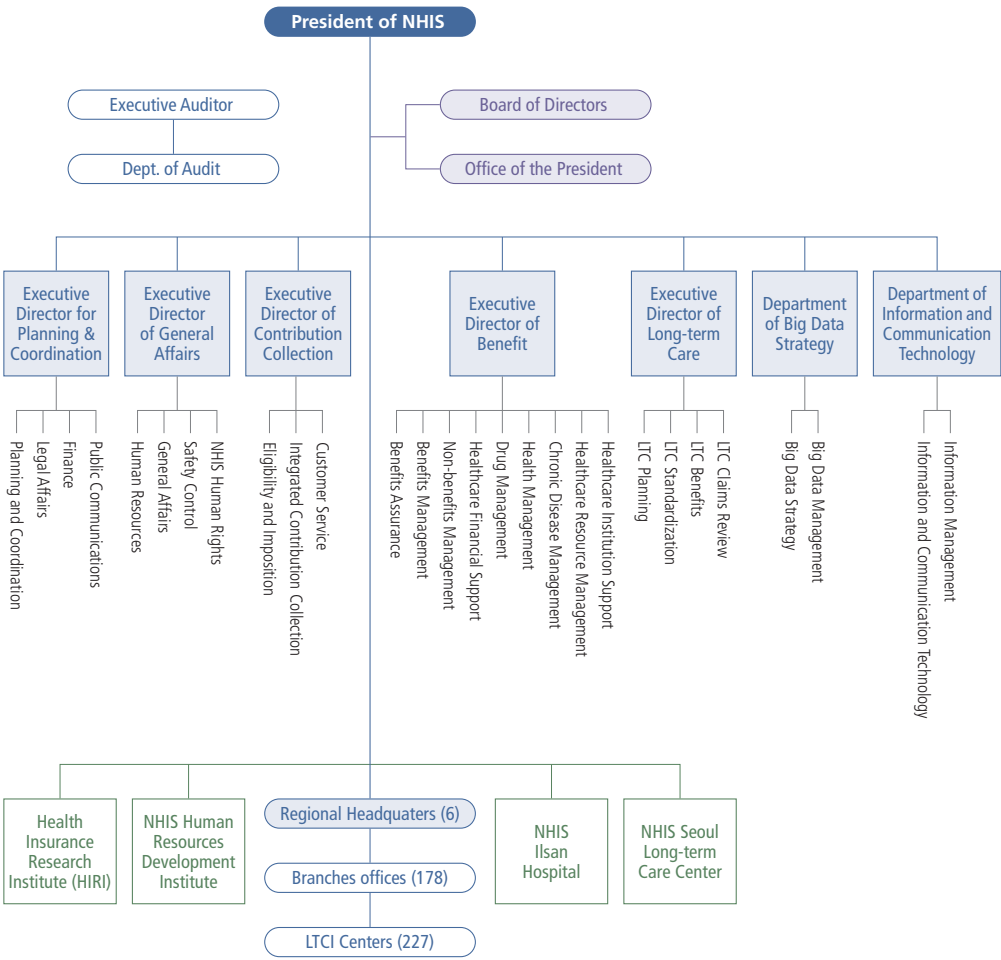 President of NHIS
Executive Auditor
Board of Directors
Dept. of Audit
Office of the President
Executive
Director for
Planning &
Coordination
Executive
Director
of General
Affairs
Executive
Director of
Contribution
Collection
Executive
Director of
Benefit
Executive
Director of
Long-term
Care
Department
of Big Data
Strategy
Department of
Information and
Communication
Technology
Planning and Coordination
Legal Affairs
Finance
Public Communications
Human Resources
General Affairs
Safety Control
NHIS Human Rights
Eligibility and Imposition
Integrated Contribution Collection
Customer Service
Benefits Assurance
Benefits Management
Non-benefits Management
Healthcare Financial Support
Drug Management
Health Management
Chronic Disease Management
Healthcare Resource Management
Healthcare Institution Support
LTC Planning
LTC Standardization
LTC Benefits
LTC Claims Review
Big Data Strategy
Big Data Management
Information and Communication Technology
Information Management
Health
Insurance
Research
Institute (HIRI)
NHIS Human
Resources
Development
Institute
Regional Headquaters (6)
Branches offices (178)
LTCI Centers (227)
NHIS
Ilsan
Hospital
NHIS Seoul
Long-term
Care Center